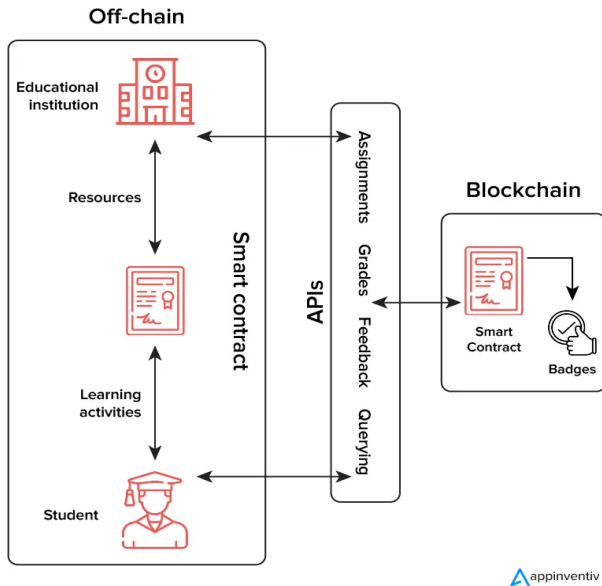 Off-chain
Educational
institution
Resources
Smart contract
Learning
activities
Student
APIs
Assignments
Grades
Feedback
Querying
Blockchain
Smart
Contract
Badges
appinventiv